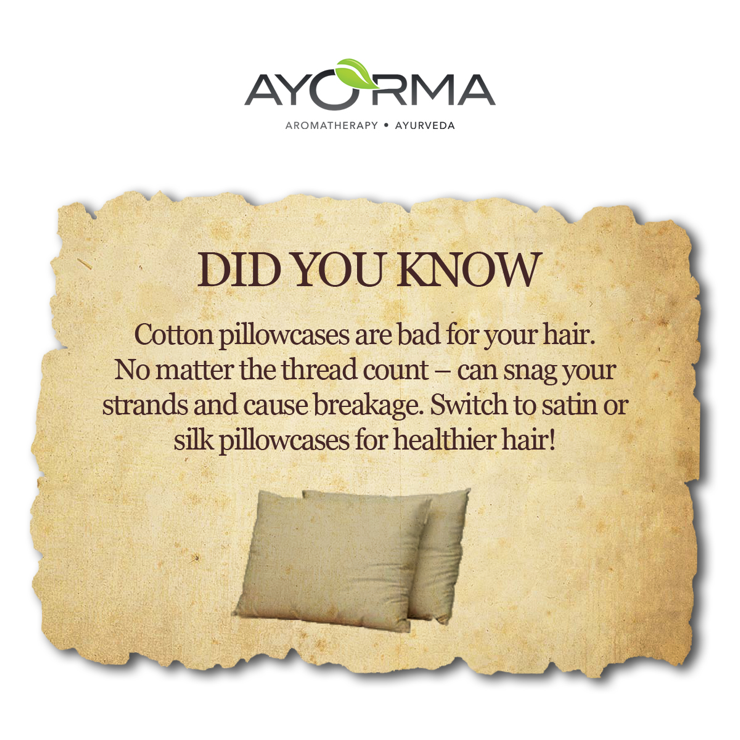 AYORMA
AROMATHERAPY • AYURVEDA
DID YOU KNOW
Cotton pillowcases are bad for your hair.
No matter the thread count – can snag your
strands and cause breakage. Switch to satin or
silk pillowcases for healthier hair!